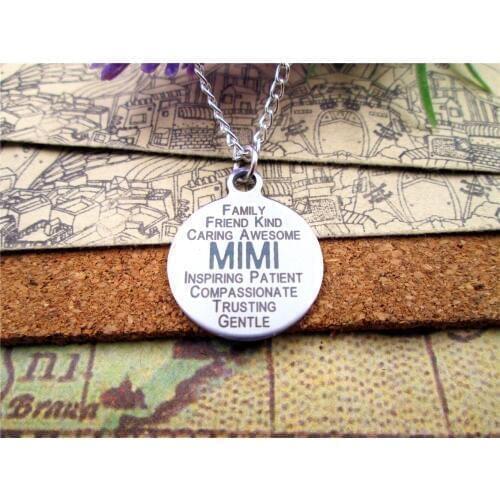 FAMILY
FRIEND KIND
CARING AWESOME
MIMI
INSPIRING PATIENT
COMPASSIONATE
TRUSTING
GENTLE